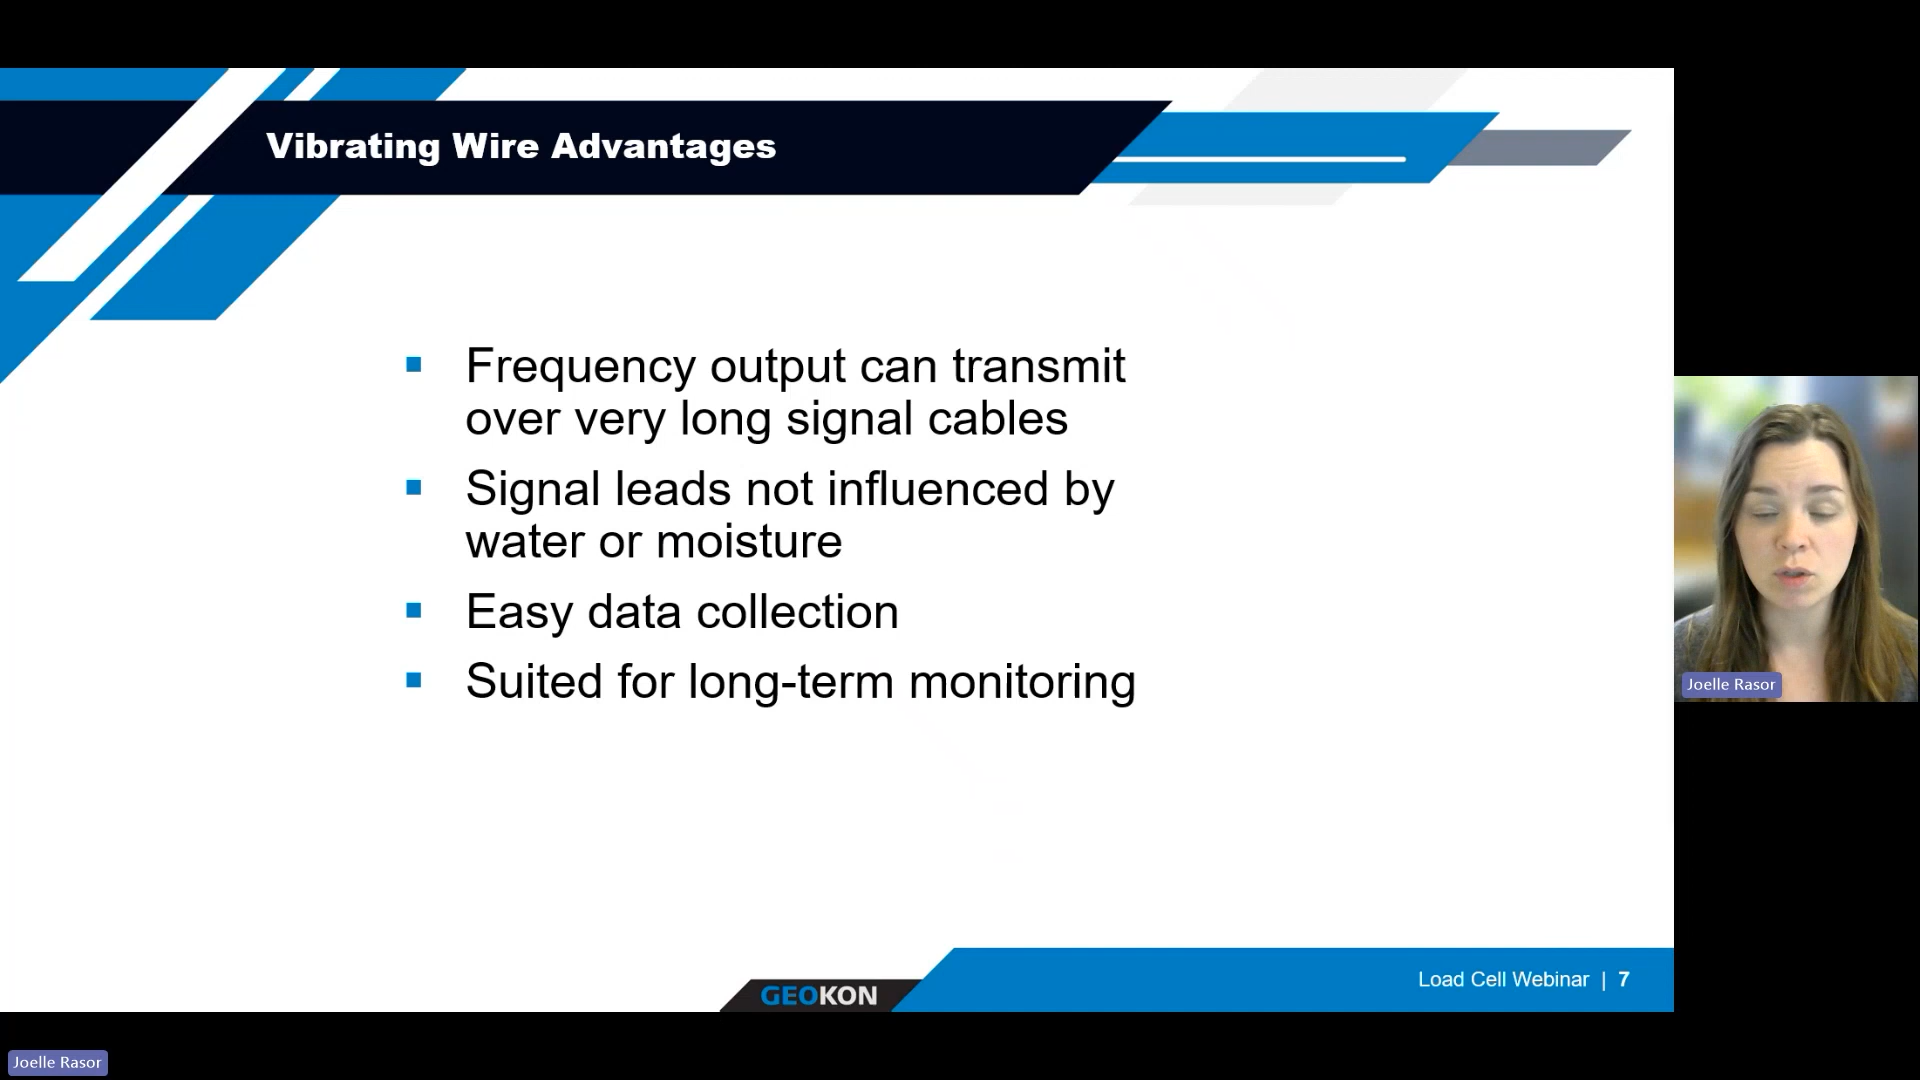 Vibrating Wire Advantages
Frequency output can transmit
over very long signal cables
Signal leads not influenced by
water or moisture
Easy data collection
Suited for long-term monitoring
Joelle Rasor
GEOKON
Load Cell Webinar | 7
Joelle Rasor